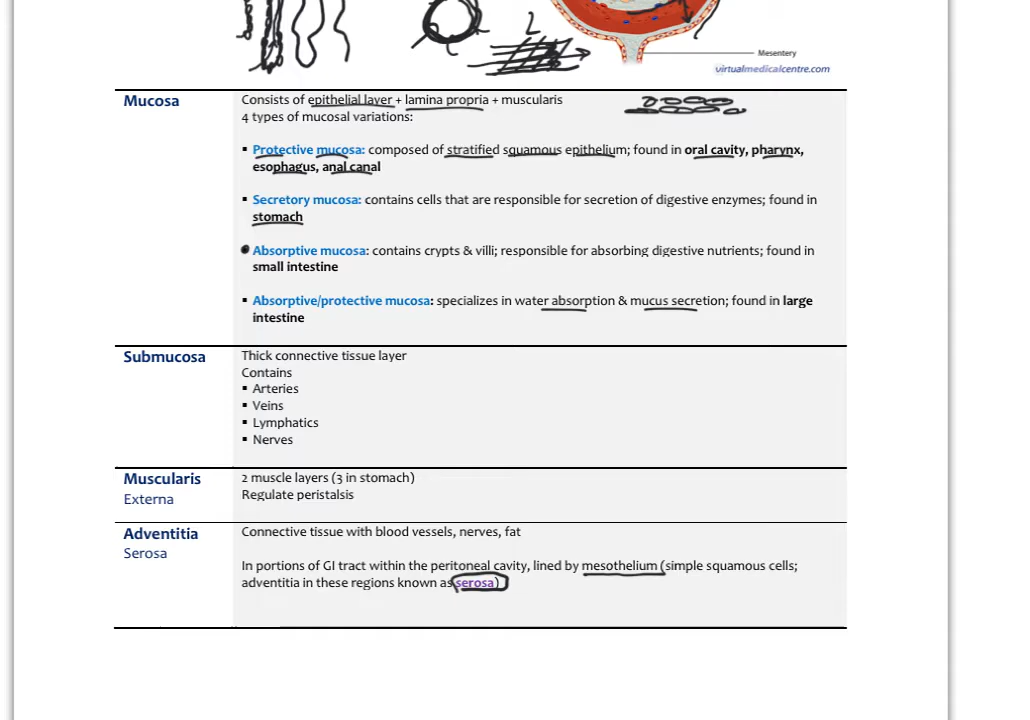 Mesentery
virtualmedicalcentre.com
Mucosa
Consists of epithelial layer + lamina propria + muscularis
4 types of mucosal variations:
▪ Protective mucosa: composed of stratified squamous epithelium; found in oral cavity, pharynx,
esophagus, anal canal
▪ Secretory mucosa: contains cells that are responsible for secretion of digestive enzymes; found in
stomach
▪ Absorptive mucosa: contains crypts & villi; responsible for absorbing digestive nutrients; found in
small intestine
▪ Absorptive/protective mucosa: specializes in water absorption & mucus secretion; found in large
intestine
Submucosa
Thick connective tissue layer
Contains
▪ Arteries
▪ Veins
▪ Lymphatics
▪ Nerves
Muscularis
Externa
2 muscle layers (3 in stomach)
Regulate peristalsis
Adventitia
Serosa
Connective tissue with blood vessels, nerves, fat
In portions of GI tract within the peritoneal cavity, lined by mesothelium (simple squamous cells;
adventitia in these regions known as serosa)